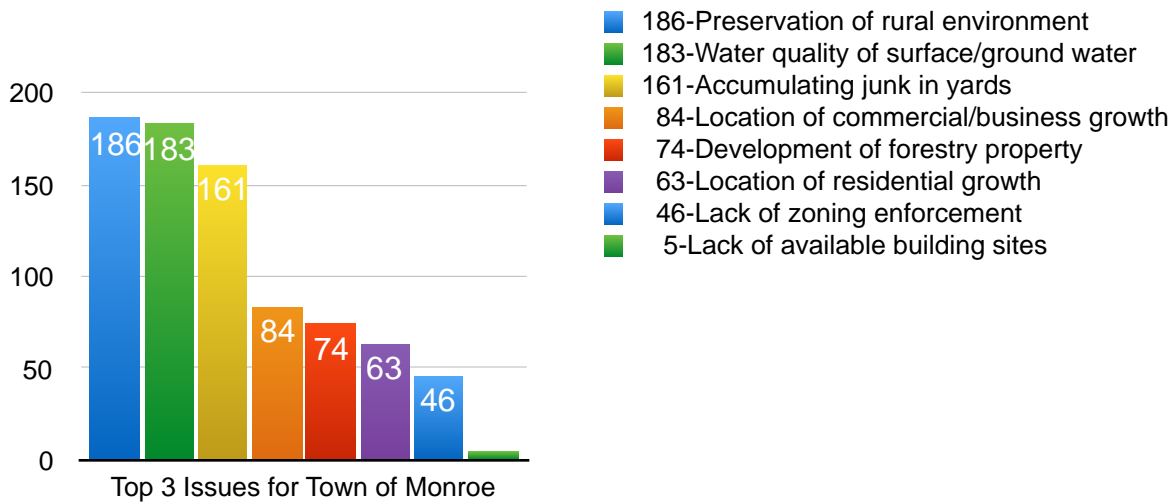 186-Preservation of rural environment
183-Water quality of surface/ground water
161-Accumulating junk in yards
84-Location of commercial/business growth
74-Development of forestry property
63-Location of residential growth
46-Lack of zoning enforcement
5-Lack of available building sites
200
150
100
50
0
186
183
161
84
74
63
46
Top 3 Issues for Town of Monroe